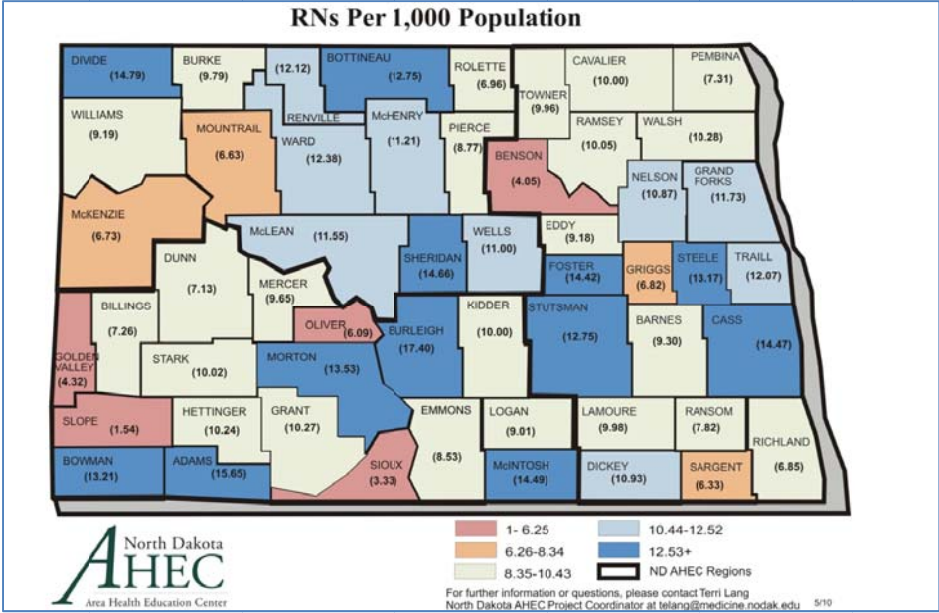 RNs Per 1,000 Population
DIVIDE
(14.79)
BURKE
(9.79)
(12.12)
RENVILLE
BOTTINEAU
(12.75)
ROLETTE
(6.96)
TOWNER
(9.96)
CAVALIER
(10.00)
PEMBINA
(7.31)
WILLIAMS
(9.19)
MOUNTRAIL
(6.63)
WARD
(12.38)
McHENRY
(11.21)
PIERCE
(8.77)
BENSON
(4.05)
RAMSEY
(10.05)
WALSH
(10.28)
NELSON
(10.87)
GRAND
FORKS
(11.73)
McKENZIE
(6.73)
McLEAN
(11.55)
SHERIDAN
(14.66)
WELLS
(11.00)
EDDY
(9.18)
FOSTER
(14.42)
GRIGGS
(6.82)
STEELE
(13.17)
TRAILL
(12.07)
DUNN
(7.13)
MERCER
(9.65)
OLIVER
(6.09)
BILLINGS
(7.26)
GOLDEN
VALLEY
(4.32)
STARK
(10.02)
MORTON
(13.53)
BURLEIGH
(17.40)
KIDDER
(10.00)
STUTSMAN
(12.75)
BARNES
(9.30)
CASS
(14.47)
SLOPE
(1.54)
HETTINGER
(10.24)
GRANT
(10.27)
EMMONS
(8.53)
LOGAN
(9.01)
LAMOURE
(9.98)
RANSOM
(7.82)
RICHLAND
(6.85)
BOWMAN
(13.21)
ADAMS
(15.65)
SIOUX
(3.33)
McINTOSH
(14.49)
DICKEY
(10.93)
SARGENT
(6.33)
North Dakota
AHEC
Area Health Education Center
1- 6.25
6.26-8.34
8.35-10.43
10.44-12.52
12.53+
ND AHEC Regions
For further information or questions, please contact Terri Lang
North Dakota AHEC Project Coordinator at telang@medicine.nodak.edu 5/10